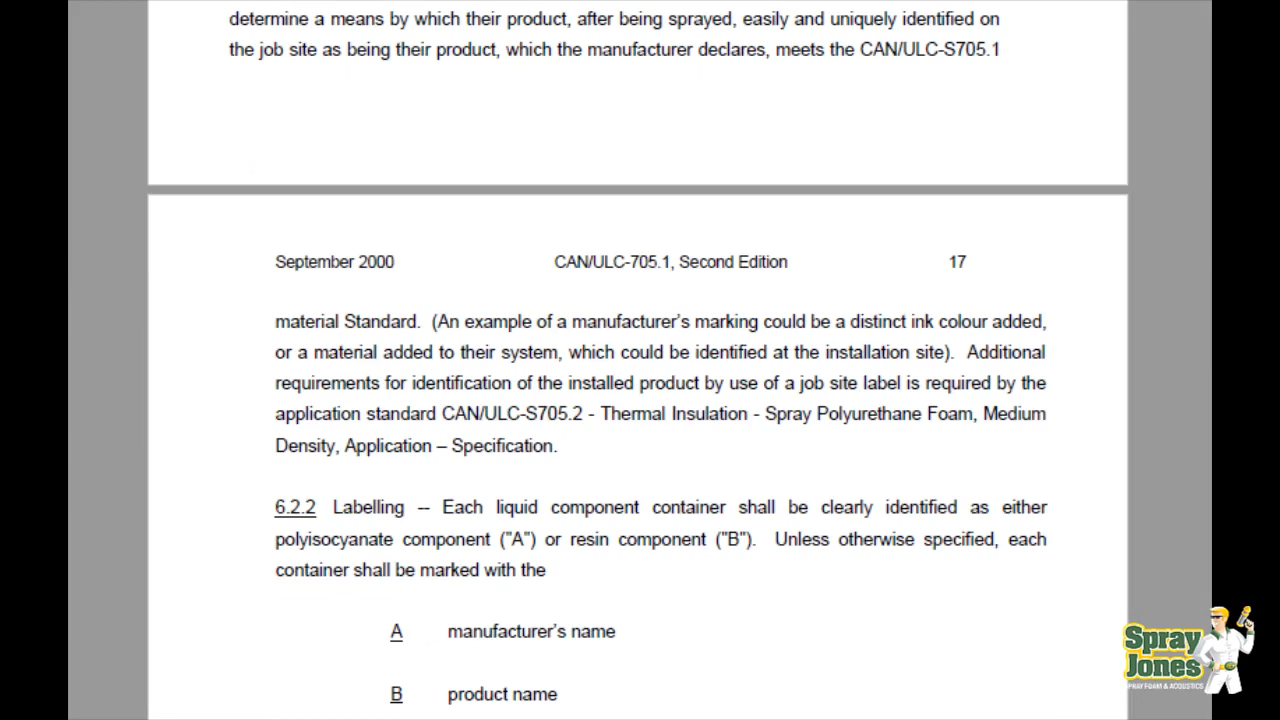 determine a means by which their product, after being sprayed, easily and uniquely identified on
the job site as being their product, which the manufacturer declares, meets the CAN/ULC-S705.1
September 2000 CAN/ULC-705.1, Second Edition 17
material Standard. (An example of a manufacturer's marking could be a distinct ink colour added,
or a material added to their system, which could be identified at the installation site). Additional
requirements for identification of the installed product by use of a job site label is required by the
application standard CAN/ULC-S705.2 - Thermal Insulation - Spray Polyurethane Foam, Medium
Density, Application – Specification.
6.2.2 Labelling -- Each liquid component container shall be clearly identified as either
polyisocyanate component ("A") or resin component ("B"). Unless otherwise specified, each
container shall be marked with the
A manufacturer's name
B product name
Spray
Jones
SPRAY FOAM & ACOUSTICS